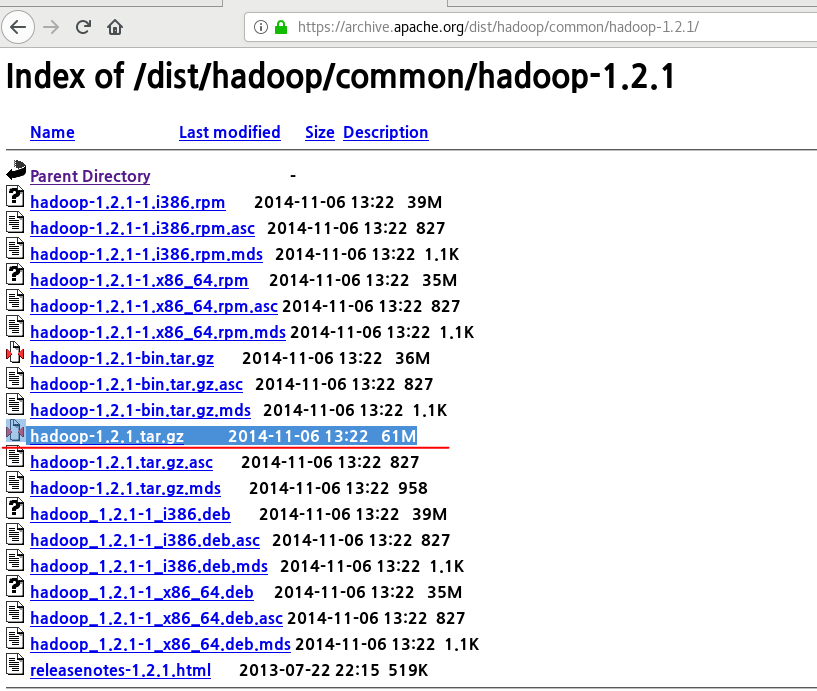 https://archive.apache.org/dist/hadoop/common/hadoop-1.2.1/
Index of /dist/hadoop/common/hadoop-1.2.1
Name Last modified Size Description
Parent Directory -
hadoop-1.2.1-1.i386.rpm 2014-11-06 13:22 39M
hadoop-1.2.1-1.i386.rpm.asc 2014-11-06 13:22 827
hadoop-1.2.1-1.i386.rpm.mds 2014-11-06 13:22 1.1K
hadoop-1.2.1-1.x86_64.rpm 2014-11-06 13:22 35M
hadoop-1.2.1-1.x86_64.rpm.asc 2014-11-06 13:22 827
hadoop-1.2.1-1.x86_64.rpm.mds 2014-11-06 13:22 1.1K
hadoop-1.2.1-bin.tar.gz 2014-11-06 13:22 36M
hadoop-1.2.1-bin.tar.gz.asc 2014-11-06 13:22 827
hadoop-1.2.1-bin.tar.gz.mds 2014-11-06 13:22 1.1K
hadoop-1.2.1.tar.gz 2014-11-06 13:22 61M
hadoop-1.2.1.tar.gz.asc 2014-11-06 13:22 827
hadoop-1.2.1.tar.gz.mds 2014-11-06 13:22 958
hadoop_1.2.1-1_i386.deb 2014-11-06 13:22 39M
hadoop_1.2.1-1_i386.deb.asc 2014-11-06 13:22 827
hadoop_1.2.1-1_i386.deb.mds 2014-11-06 13:22 1.1K
hadoop_1.2.1-1_x86_64.deb 2014-11-06 13:22 35M
hadoop_1.2.1-1_x86_64.deb.asc 2014-11-06 13:22 827
hadoop_1.2.1-1_x86_64.deb.mds 2014-11-06 13:22 1.1K
releasenotes-1.2.1.html 2013-07-22 22:15 519K